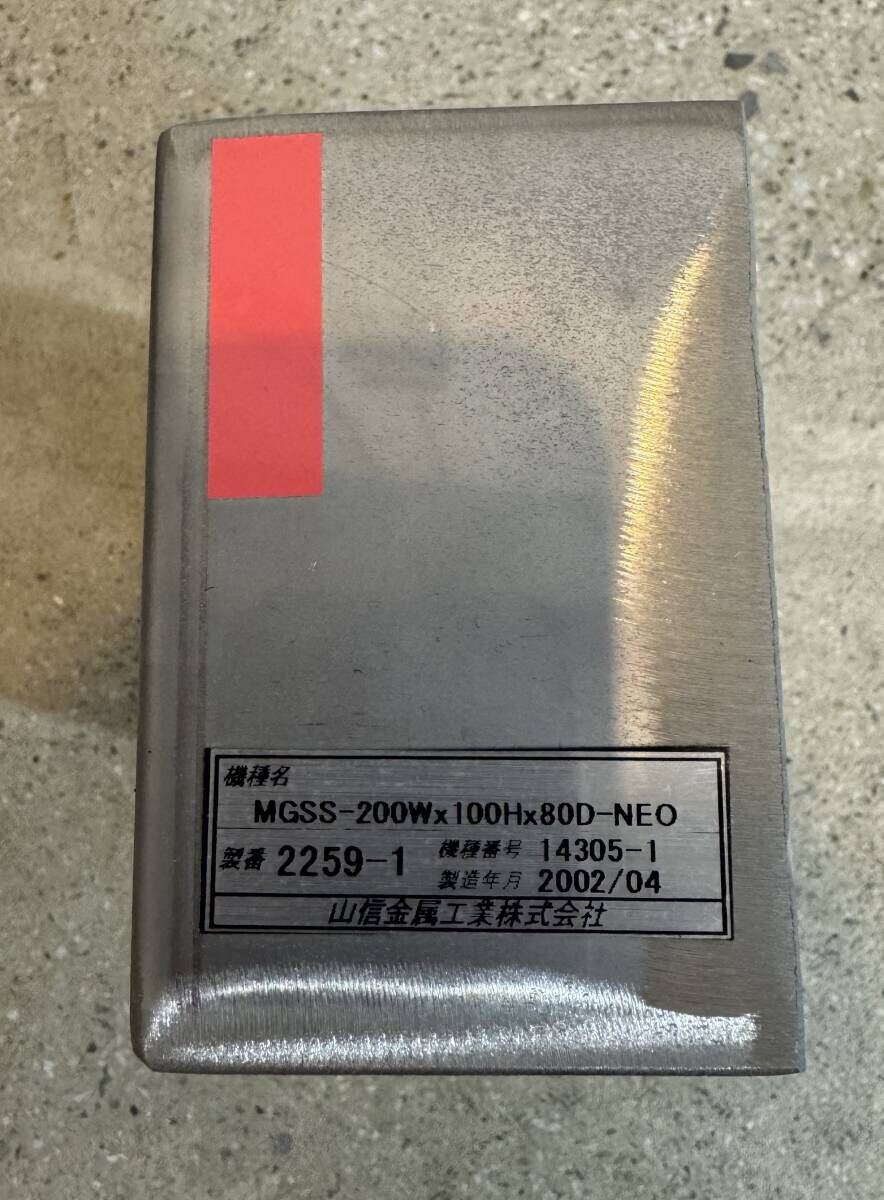 機種名
MGSS-200Wx100Hx80D-NEO
製番 2259-1 機種番号 14305-1
製造年月 2002/04
山信金属工業株式会社